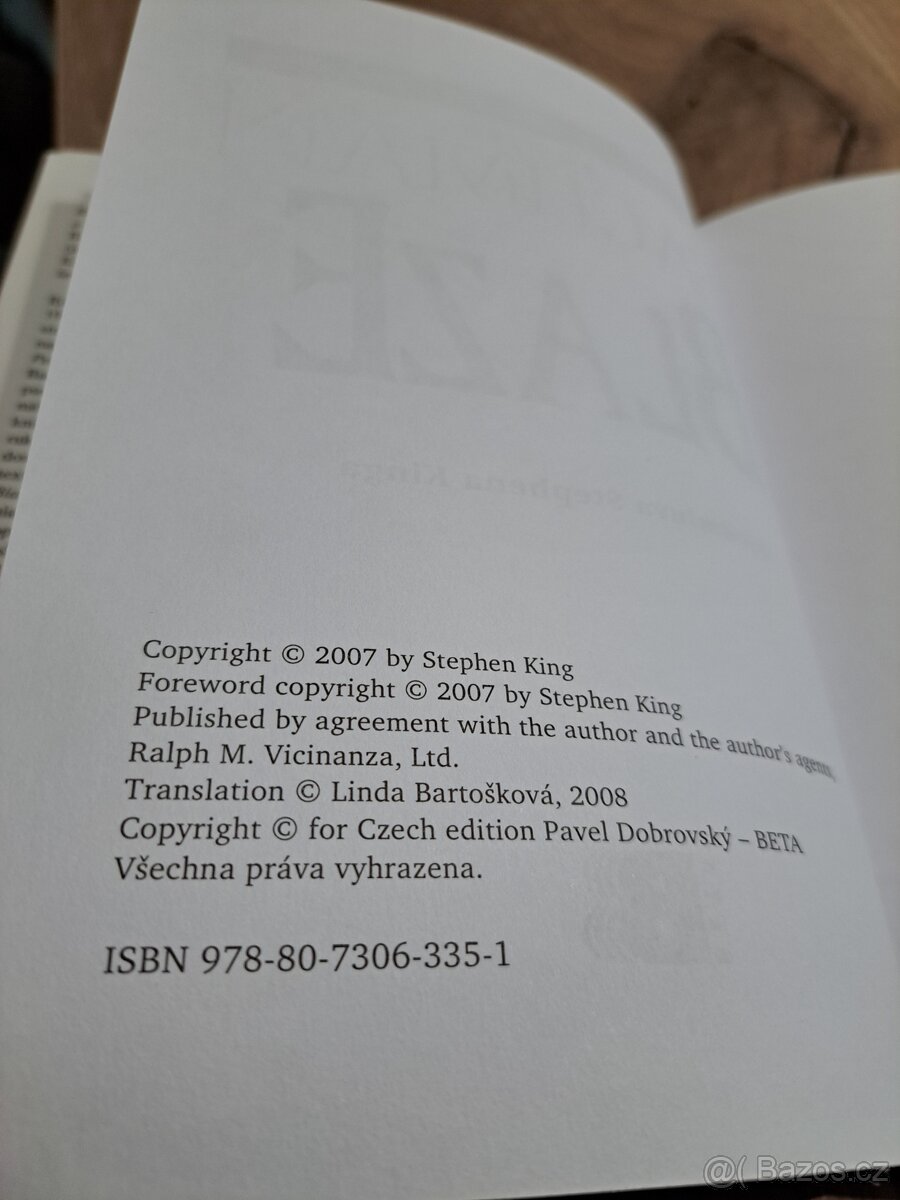 Copyright © 2007 by Stephen King
Foreword copyright © 2007 by Stephen King
Published by agreement with the author and the author's agents,
Ralph M. Vicinanza, Ltd.
Translation © Linda Bartošková, 2008
Copyright © for Czech edition Pavel Dobrovský – BETA
Všechna práva vyhrazena.
ISBN 978-80-7306-335-1
@( Bazos.cz